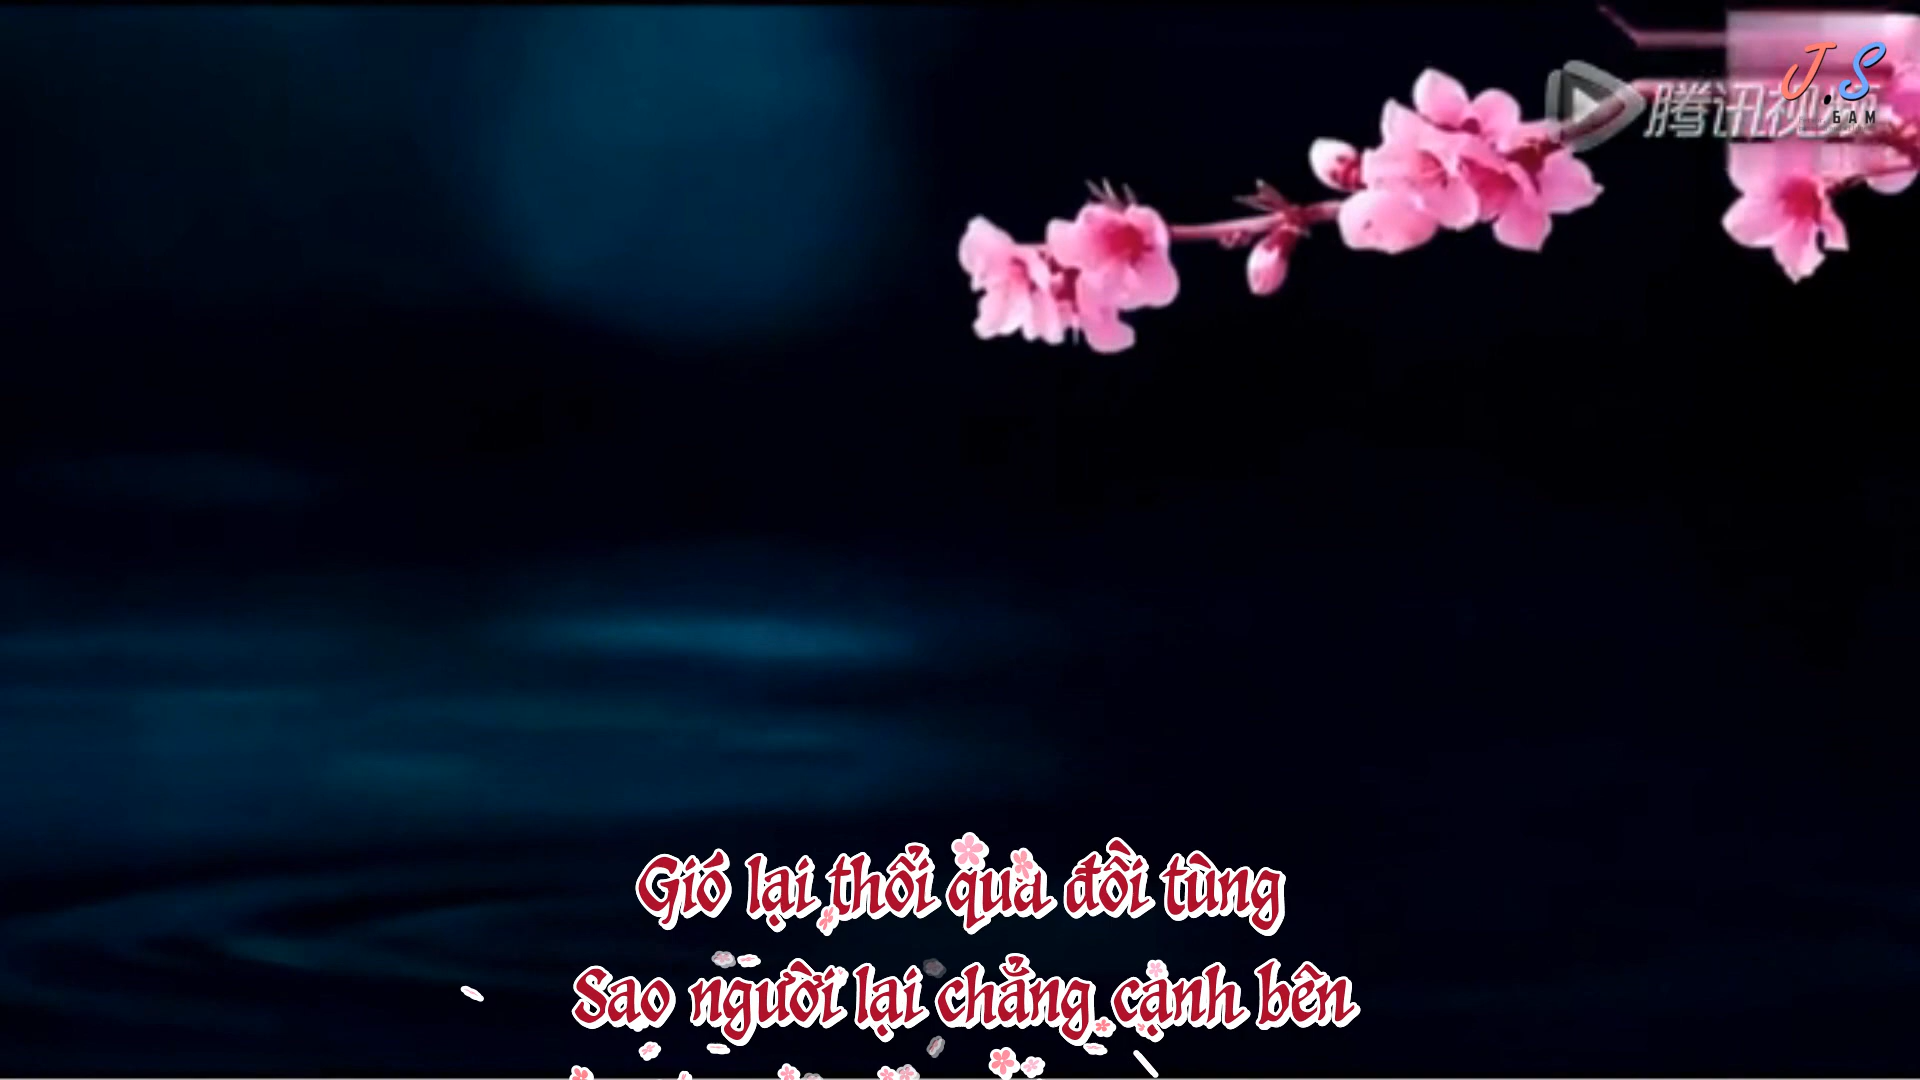 腾讯视频
J.S
GAM
Gió lại thổi qua đồi tùng
Sao người lại chẳng cạnh bên